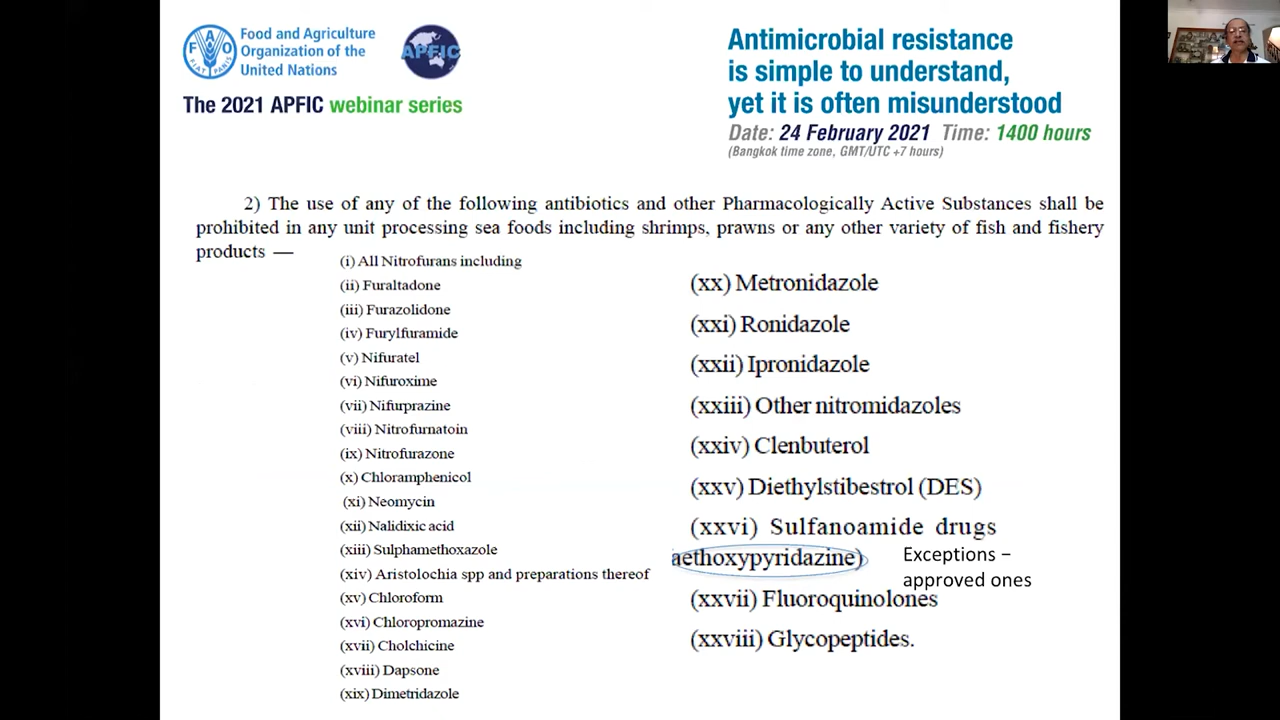 Food and Agriculture
Organization of the
United Nations
FAO
FIAT PANIS
APFIC
The 2021 APFIC webinar series
Antimicrobial resistance
is simple to understand,
yet it is often misunderstood
Date: 24 February 2021 Time: 1400 hours
(Bangkok time zone, GMT/UTC +7 hours)
2) The use of any of the following antibiotics and other Pharmacologically Active Substances shall be
prohibited in any unit processing sea foods including shrimps, prawns or any other variety of fish and fishery
products —
(i) All Nitrofurans including
(ii) Furaltadone
(iii) Furazolidone
(iv) Furylfuramide
(v) Nifuratel
(vi) Nifuroxime
(vii) Nifurprazine
(viii) Nitrofurnatoin
(ix) Nitrofurazone
(x) Chloramphenicol
(xi) Neomycin
(xii) Nalidixic acid
(xiii) Sulphamethoxazole
(xiv) Aristolochia spp and preparations thereof
(xv) Chloroform
(xvi) Chloropromazine
(xvii) Cholchicine
(xviii) Dapsone
(xix) Dimetridazole
(xx) Metronidazole
(xxi) Ronidazole
(xxii) Ipronidazole
(xxiii) Other nitromidazoles
(xxiv) Clenbuterol
(xxv) Diethylstibestrol (DES)
(xxvi) Sulfanoamide drugs
aethoxypyridazine)
Exceptions –
approved ones
(xxvii) Fluoroquinolones
(xxviii) Glycopeptides.